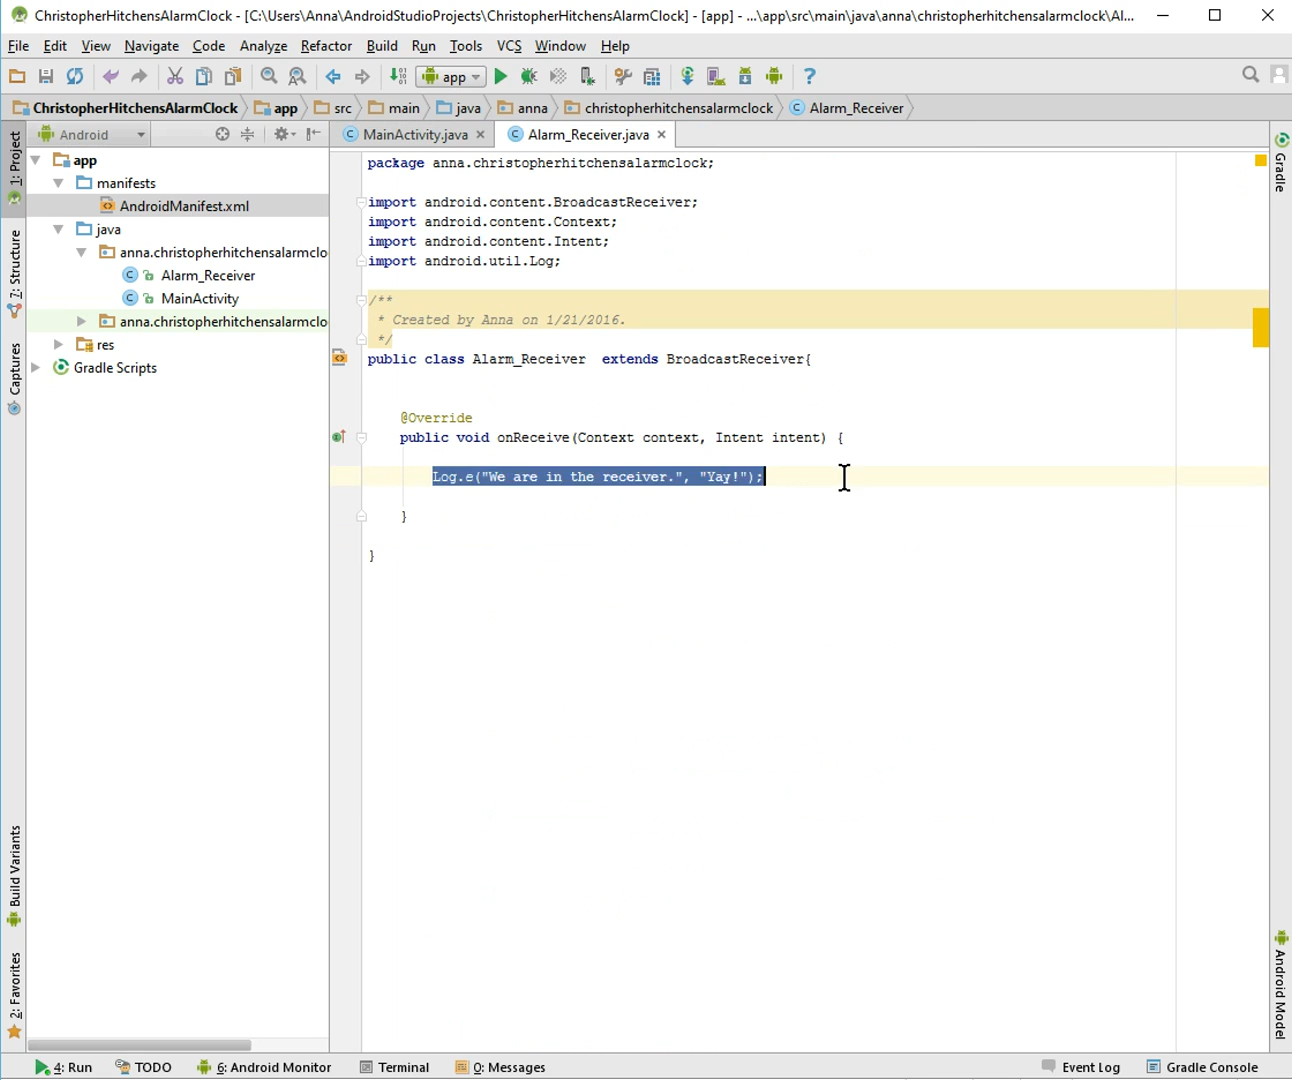 ChristopherHitchensAlarmClock - [C:\Users\Anna\AndroidStudioProjects\ChristopherHitchensAlarmClock] - [app] - ...\app\src\main\java\anna\christopherhitchensalarmclock\Al...
File Edit View Navigate Code Analyze Refactor Build Run Tools VCS Window Help
app
ChristopherHitchensAlarmClock app src main java anna christopherhitchensalarmclock Alarm_Receiver
Android
MainActivity.java
Alarm_Receiver.java
1: Project
7: Structure
Captures
Build Variants
2: Favorites
app
manifests
AndroidManifest.xml
java
anna.christopherhitchensalarmclo
Alarm_Receiver
MainActivity
anna.christopherhitchensalarmclo
res
Gradle Scripts
package anna.christopherhitchensalarmclock;
import android.content.BroadcastReceiver;
import android.content.Context;
import android.content.Intent;
import android.util.Log;
/**
* Created by Anna on 1/21/2016.
*/
public class Alarm_Receiver  extends BroadcastReceiver{
@Override
public void onReceive(Context context, Intent intent) {
Log.e("We are in the receiver.", "Yay!");
}
}
Gradle
Android Model
4: Run TODO 6: Android Monitor Terminal 0: Messages Event Log Gradle Console